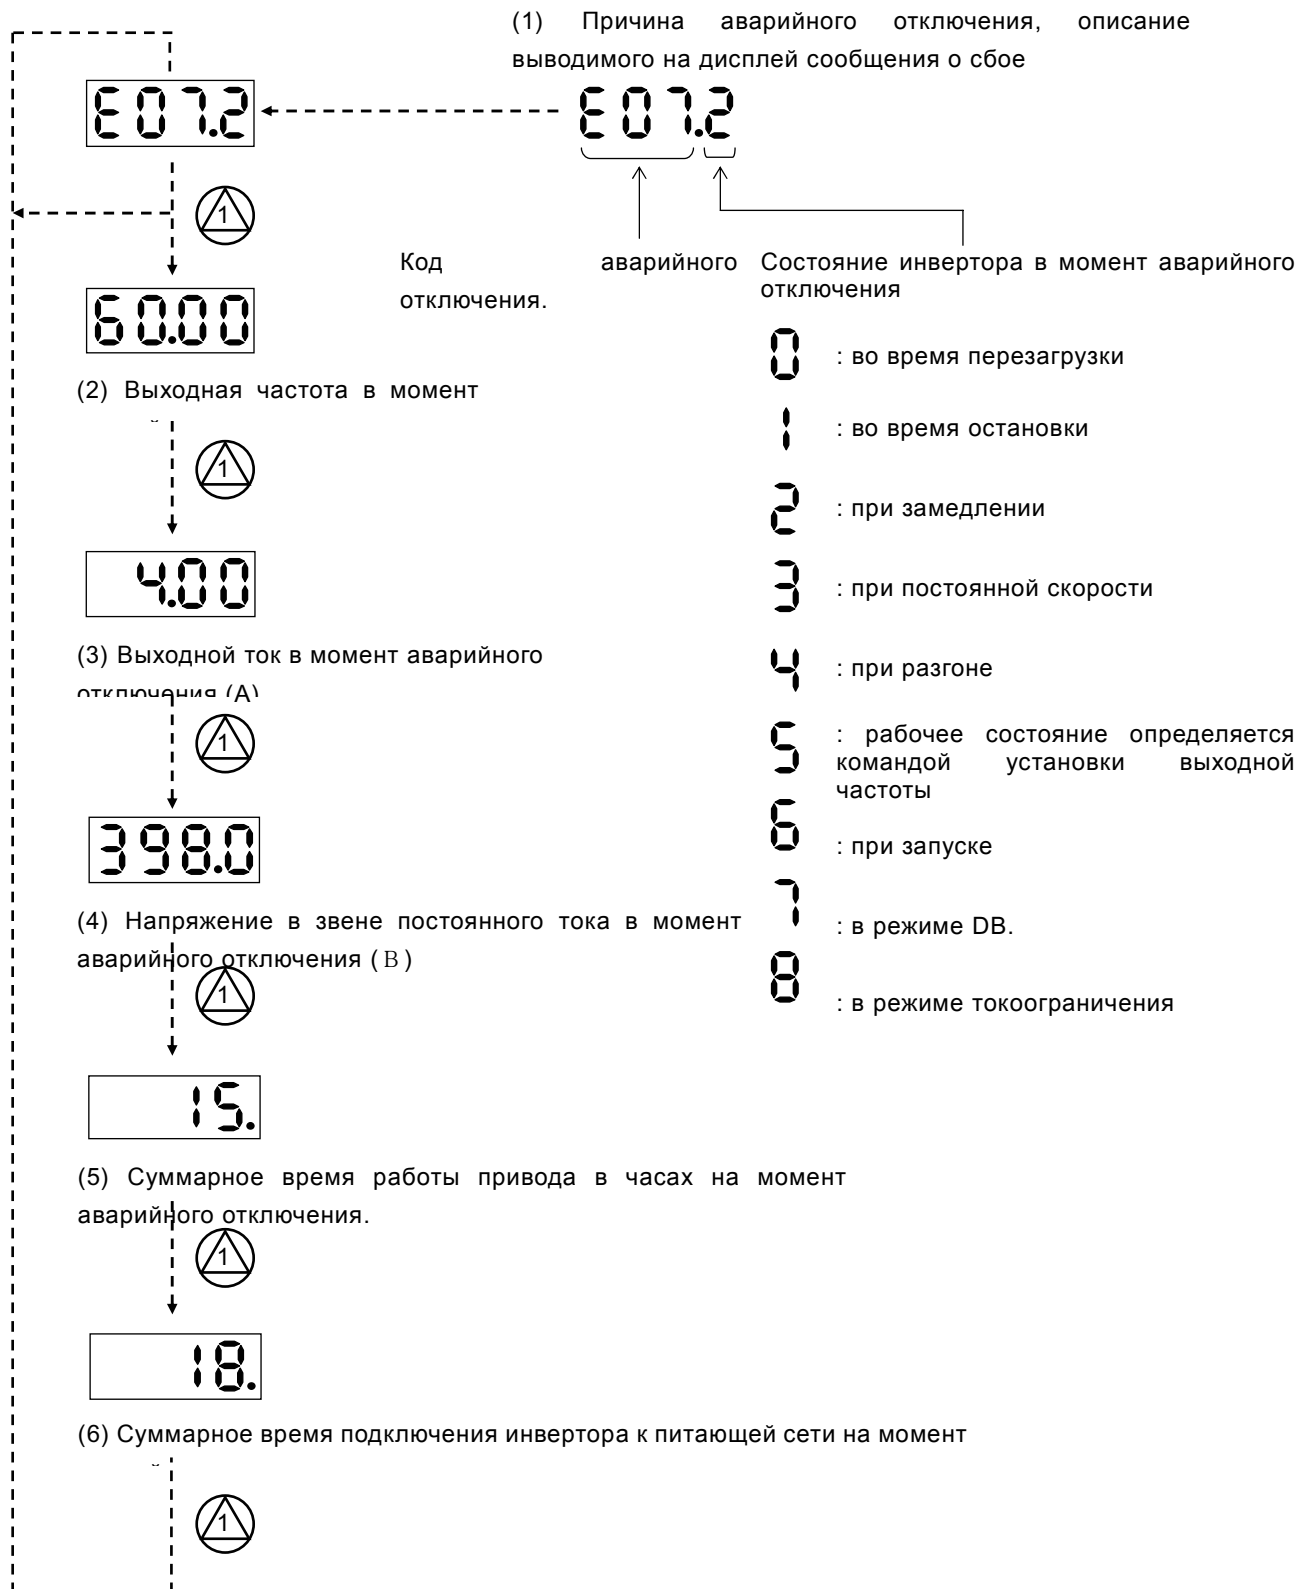 (1) Причина аварийного отключения, описание
выводимого на дисплей сообщения о сбое
E07.2
E07.2
1
Код аварийного
отключения.
Состояние инвертора в момент аварийного
отключения
60.00
0 : во время перезагрузки
(2) Выходная частота в момент
1 : во время остановки
1
2 : при замедлении
4.00
3 : при постоянной скорости
(3) Выходной ток в момент аварийного
отключения (А)
4 : при разгоне
1
5 : рабочее состояние определяется
командой установки выходной
частоты
398.0
6 : при запуске
(4) Напряжение в звене постоянного тока в момент
аварийного отключения (В)
7 : в режиме DB.
1
8 : в режиме токоограничения
15.
(5) Суммарное время работы привода в часах на момент
аварийного отключения.
1
18.
(6) Суммарное время подключения инвертора к питающей сети на момент
1